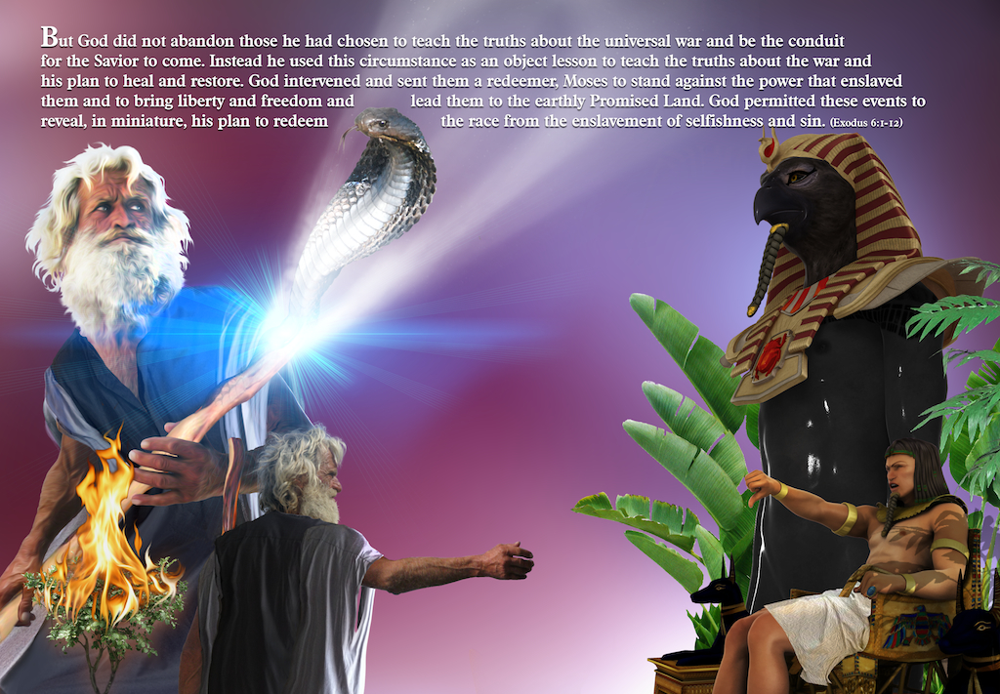 But God did not abandon those he had chosen to teach the truths about the universal war and be the conduit
for the Savior to come. Instead he used this circumstance as an object lesson to teach the truths about the war and
his plan to heal and restore. God intervened and sent them a redeemer, Moses to stand against the power that enslaved
them and to bring liberty and freedom and lead them to the earthly Promised Land. God permitted these events to
reveal, in miniature, his plan to redeem the race from the enslavement of selfishness and sin. (Exodus 6:1-12)